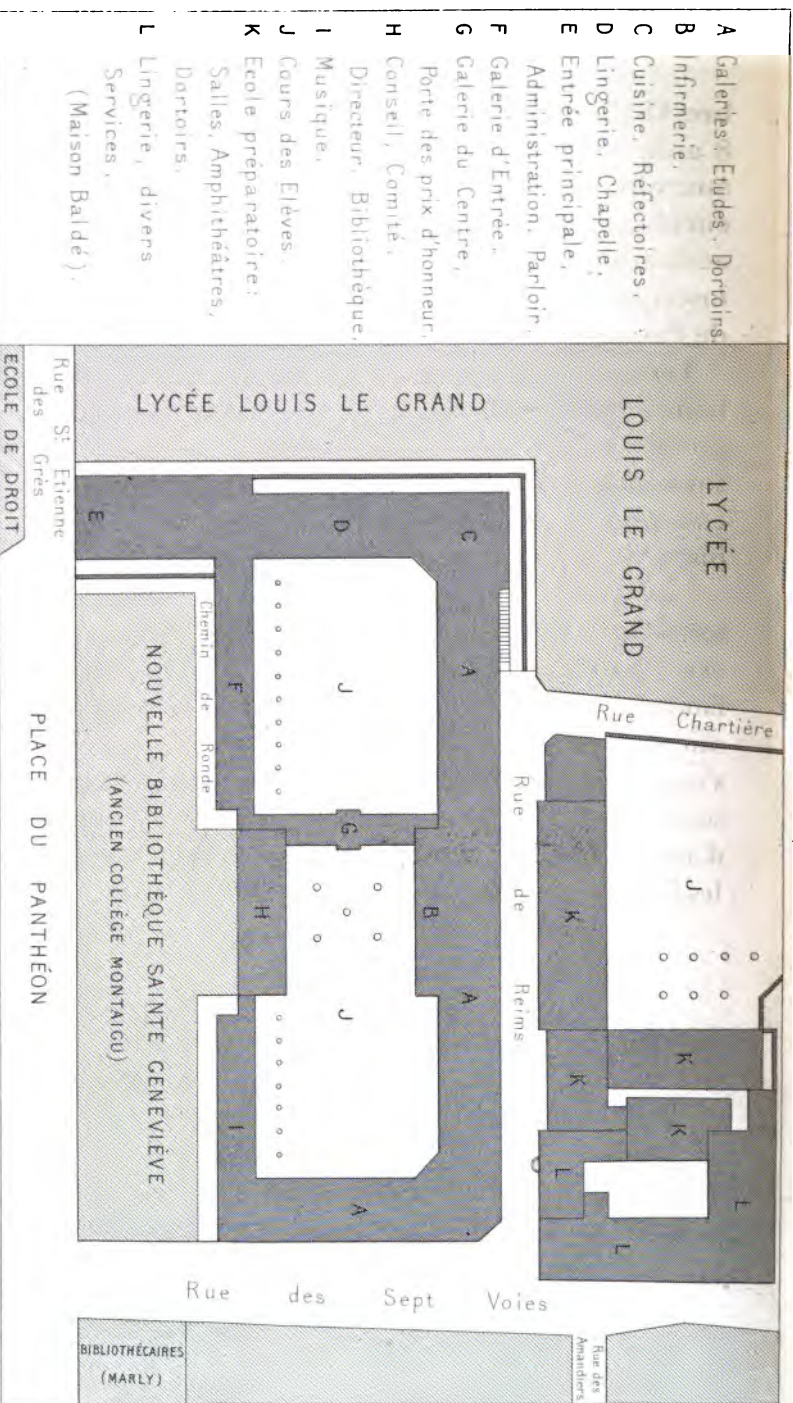 A Galeries, Etudes, Dortoirs.
B Infirmerie.
C Cuisine, Réfectoires,
D Lingerie, Chapelle,
E Entrée principale,
Administration, Parloir,
F Galerie d'Entrée,
G Galerie du Centre,
Porte des prix d'honneur,
H Conseil, Comité,
Directeur, Bibliothèque,
I Musique.
J Cours des Elèves.
K Ecole préparatoire:
Salles, Amphithéâtres,
Dortoirs.
L Lingerie, divers
Services,
(Maison Baldé).
LYCÉE
LOUIS LE GRAND
LYCÉE LOUIS LE GRAND
Rue St Etienne
des Grès
ECOLE DE DROIT
E
D
C
A
J
F
Chemin de Ronde
NOUVELLE BIBLIOTHÈQUE SAINTE GENEVIÈVE
(ANCIEN COLLÈGE MONTAIGU)
PLACE DU PANTHÉON
G
H
B
A
J
I
A
Rue Chartière
Rue de Reims
J
K
K
K
K
L
L
L
Rue des Sept Voies
Rue des
Amandiers
BIBLIOTHÉCAIRES
(MARLY)